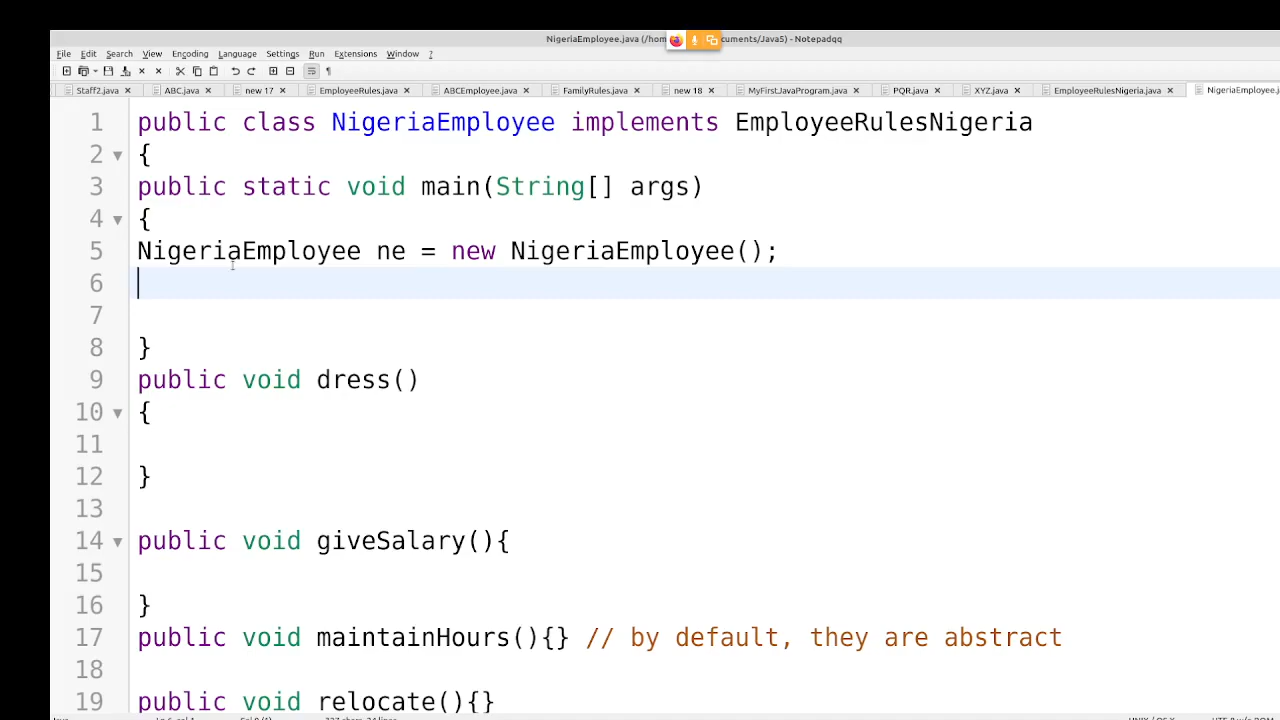 NigeriaEmployee.java (/hom cuments/Java5) - Notepadqq
File Edit Search View Encoding Language Settings Run Extensions Window ?
Staff2.java ABC.java new 17 EmployeeRules.java ABCEmployee.java FamilyRules.java new 18 MyFirstJavaProgram.java PQR.java XYZ.java EmployeeRulesNigeria.java NigeriaEmployee.j
1 public class NigeriaEmployee implements EmployeeRulesNigeria
2 {
3 public static void main(String[] args)
4 {
5 NigeriaEmployee ne = new NigeriaEmployee();
6
7
8 }
9 public void dress()
10 {
11
12 }
13
14 public void giveSalary(){
15
16 }
17 public void maintainHours(){} // by default, they are abstract
18
19 public void relocate(){}